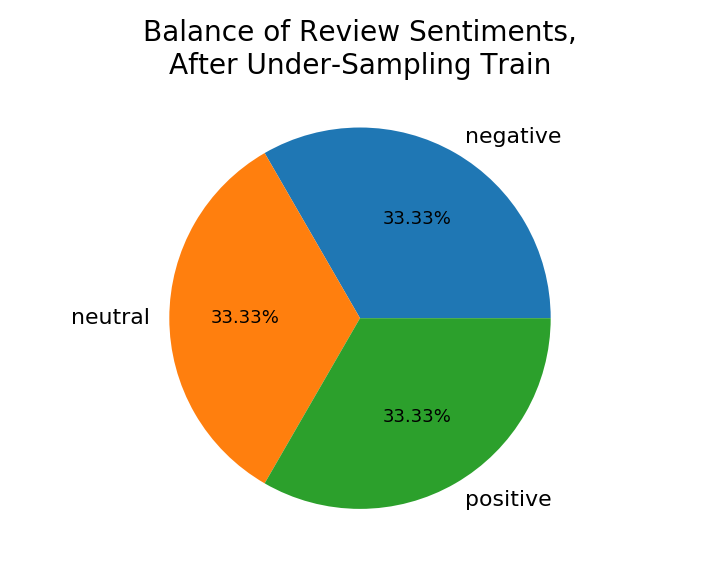 Balance of Review Sentiments,
After Under-Sampling Train
negative
33.33%
neutral
33.33%
33.33%
positive